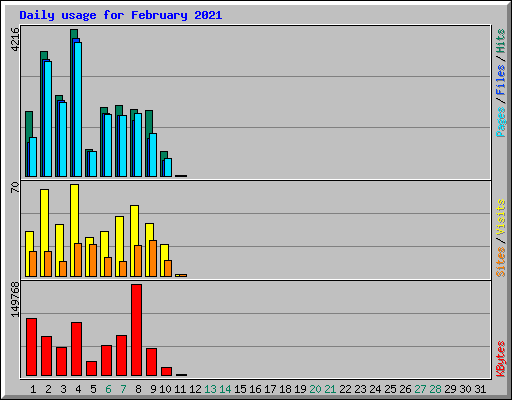 Daily usage for February 2021
4216
70
149768
Pages / Files / Hits
Sites / Visits
KBytes
1 2 3 4 5 6 7 8 9 10 11 12 13 14 15 16 17 18 19 20 21 22 23 24 25 26 27 28 29 30 31